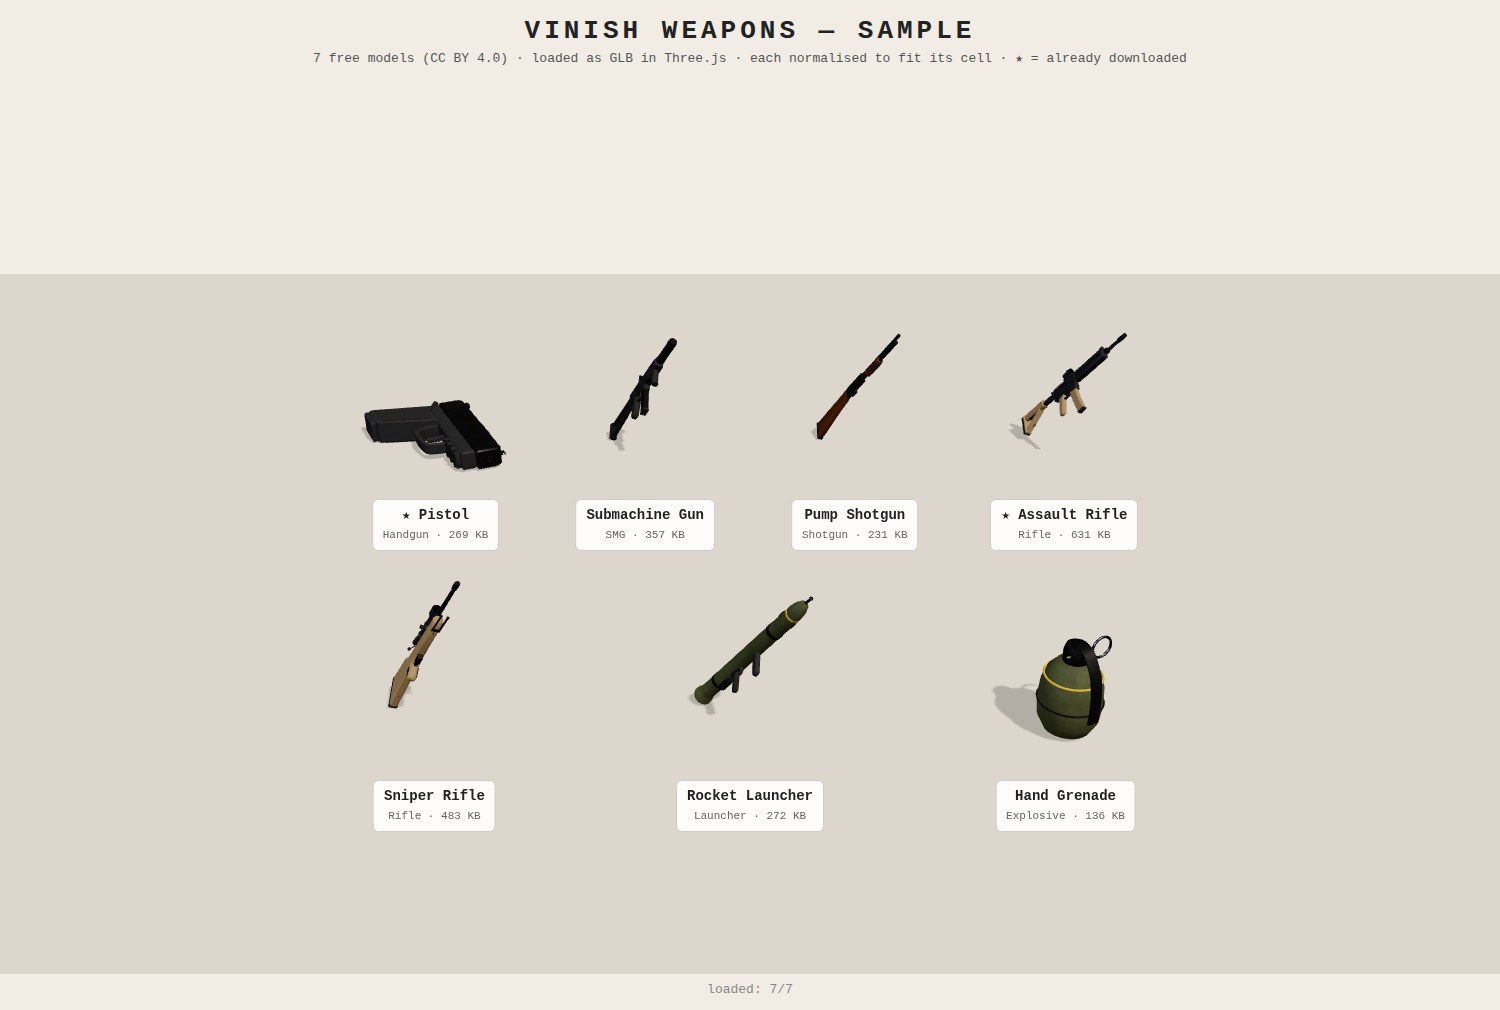 VINISH WEAPONS — SAMPLE
7 free models (CC BY 4.0) · loaded as GLB in Three.js · each normalised to fit its cell · ★ = already downloaded
★ Pistol
Handgun · 269 KB
Submachine Gun
SMG · 357 KB
Pump Shotgun
Shotgun · 231 KB
★ Assault Rifle
Rifle · 631 KB
Sniper Rifle
Rifle · 483 KB
Rocket Launcher
Launcher · 272 KB
Hand Grenade
Explosive · 136 KB
loaded: 7/7